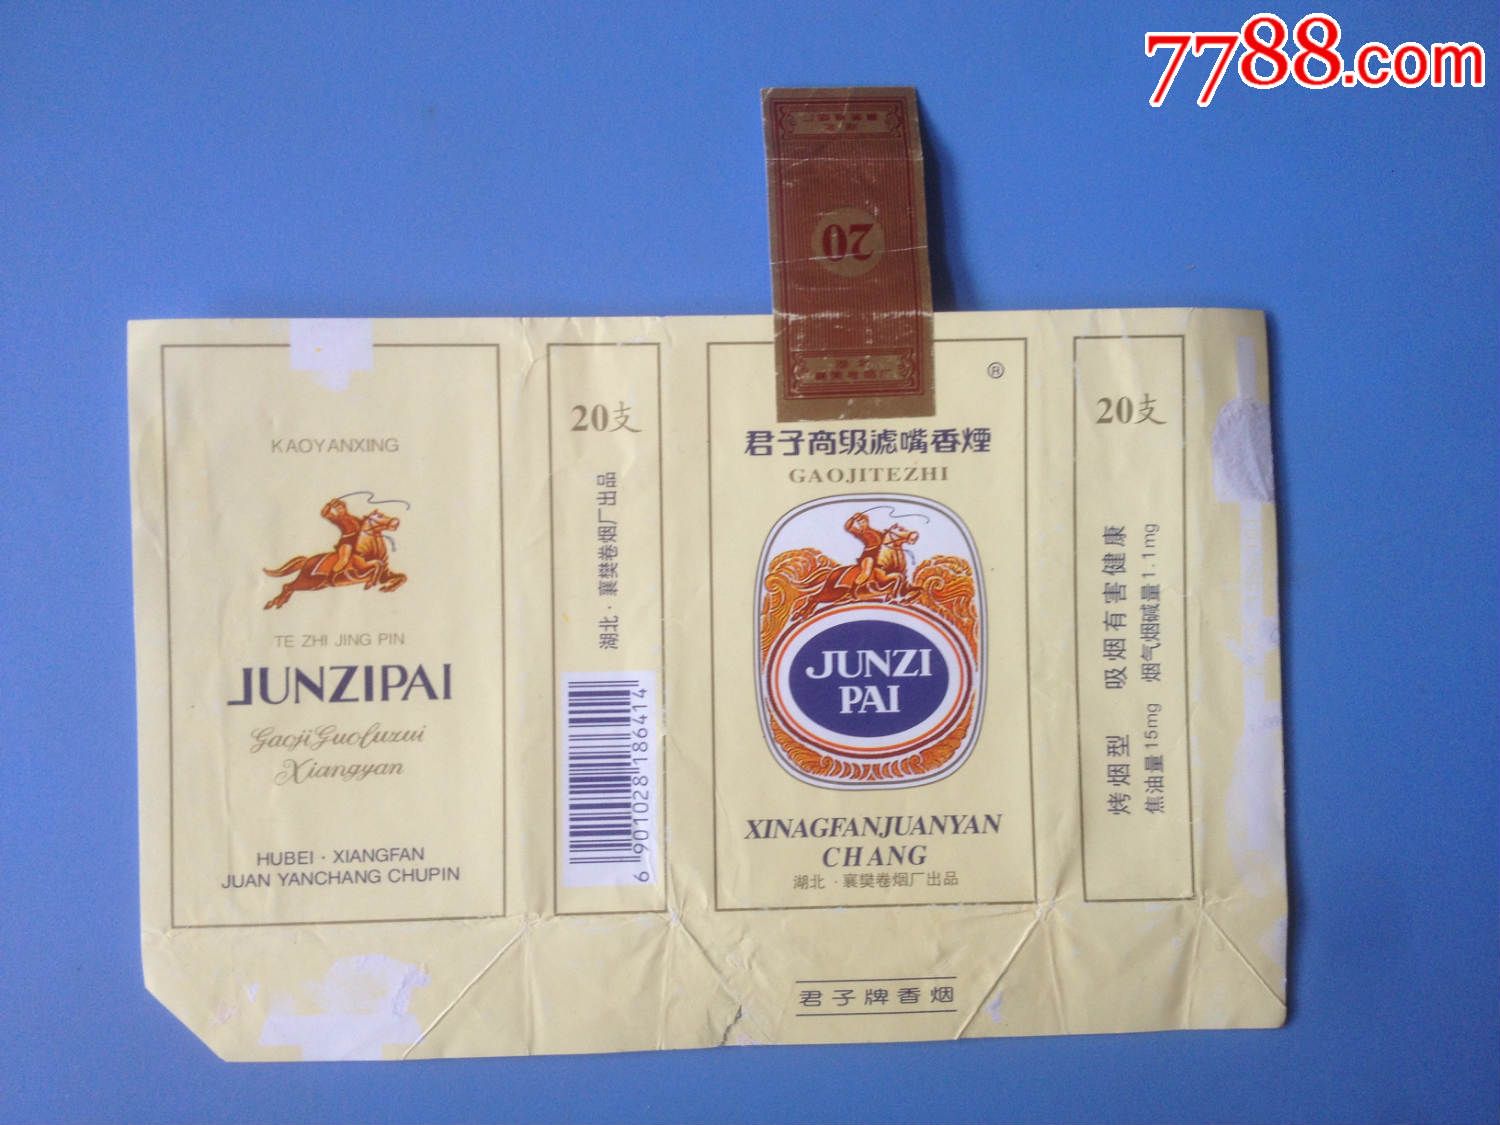 7788.com
20
KAOYANXING
TE ZHI JING PIN
JUNZIPAI
Gaoji Guolvzui
Xiangyan
HUBEI · XIANGFAN
JUAN YANCHANG CHUPIN
20支
湖北·襄樊卷烟厂出品
6 901028 186414
®
君子高级滤嘴香煙
GAOJITEZHI
JUNZI
PAI
XINAGFANJUANYAN
CHANG
湖北·襄樊卷烟厂出品
君子牌香烟
20支
烤烟型 吸烟有害健康
焦油量15mg 烟气烟碱量1.1mg